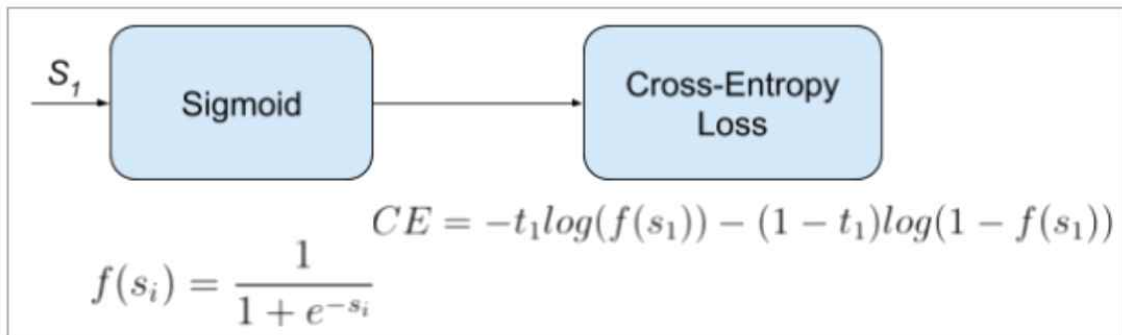 S₁
Sigmoid
Cross-Entropy
Loss
CE = −t₁log(f(s₁)) − (1 − t₁)log(1 − f(s₁))
f(sᵢ) = 1 / (1 + e^{−sᵢ})